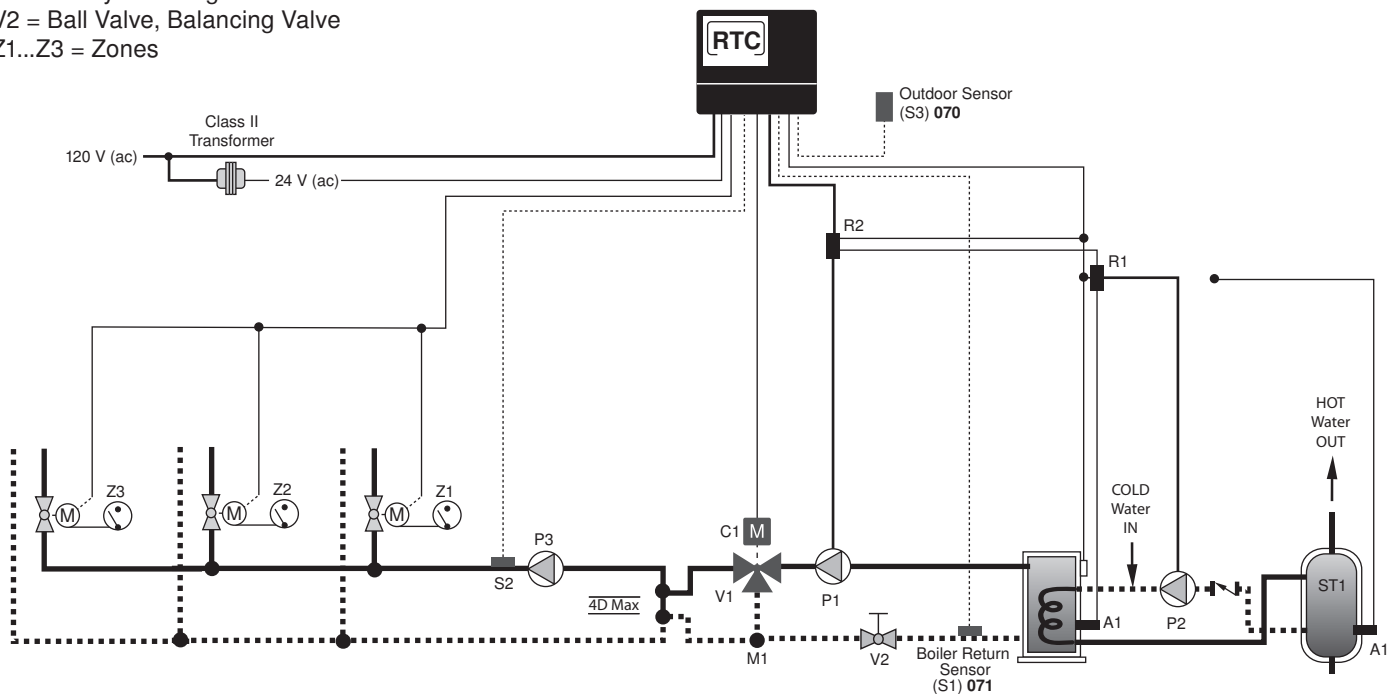 V2 = Ball Valve, Balancing Valve
Z1...Z3 = Zones
RTC
Outdoor Sensor
(S3) 070
Class II
Transformer
120 V (ac)
24 V (ac)
R2
R1
HOT
Water
OUT
COLD
Water
IN
Z3
M
Z2
M
Z1
M
C1
M
P3
S2
4D Max
V1
P1
P2
ST1
A1
A1
M1
V2
Boiler Return
Sensor
(S1) 071